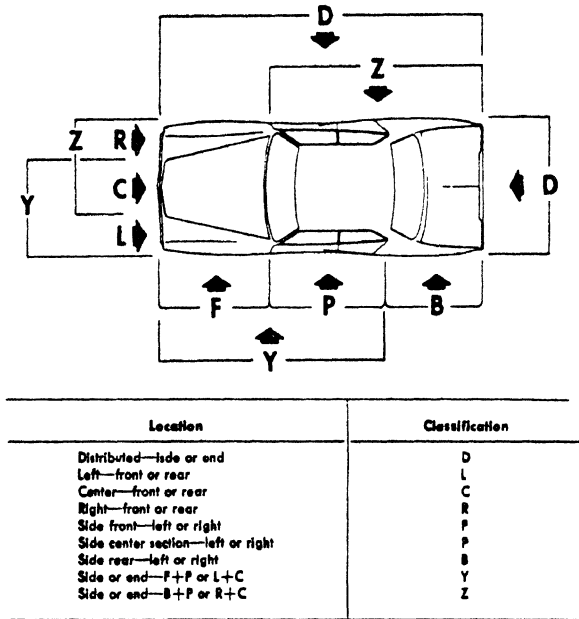 D
Z
Z R
C D
Y
L
F P B
Y
Location Classification
Distributed—Isde or end D
Left—front or rear L
Center—front or rear C
Right—front or rear R
Side front—left or right P
Side center section—left or right P
Side rear—left or right B
Side or end—F+P or L+C Y
Side or end—B+P or R+C Z